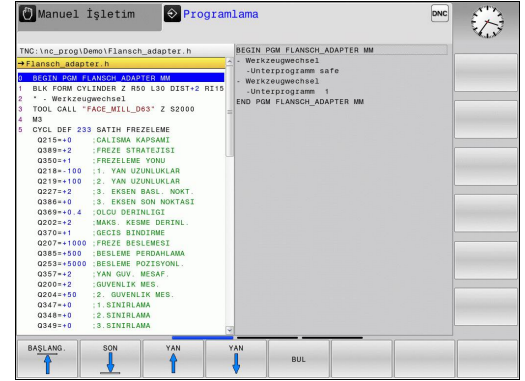 Manuel İşletim
Programlama
DNC
TNC:\nc_prog\Demo\Flansch_adapter.h
→Flansch_adapter.h
0 BEGIN PGM FLANSCH_ADAPTER MM
1 BLK FORM CYLINDER Z R50 L30 DIST+2 RI15
2 * - Werkzeugwechsel
3 TOOL CALL "FACE_MILL_D63" Z S2000
4 M3
5 CYCL DEF 233 SATIH FREZELEME
Q215=+0 ;CALISMA KAPSAMI
Q389=+2 ;FREZE STRATEJISI
Q350=+1 ;FREZELEME YONU
Q218=-100 ;1. YAN UZUNLUKLAR
Q219=+100 ;2. YAN UZUNLUKLAR
Q227=+2 ;3. EKSEN BASL. NOKT.
Q386=+0 ;3. EKSEN SON NOKTASI
Q369=+0.4 ;OLCU DERINLIGI
Q202=+2 ;MAKS. KESME DERINL.
Q370=+1 ;GECIS BINDIRME
Q207=+1000 ;FREZE BESLEMESI
Q385=+500 ;BESLEME PERDAHLAMA
Q253=+5000 ;BESLEME POZISYONL.
Q357=+2 ;YAN GUV. MESAF.
Q200=+2 ;GUVENLIK MES.
Q204=+50 ;2. GUVENLIK MES.
Q347=+0 ;1.SINIRLAMA
Q348=+0 ;2.SINIRLAMA
Q349=+0 ;3.SINIRLAMA
BEGIN PGM FLANSCH_ADAPTER MM
- Werkzeugwechsel
-Unterprogramm safe
- Werkzeugwechsel
-Unterprogramm 1
END PGM FLANSCH_ADAPTER MM
BAŞLANG.
SON
YAN
YAN
BUL